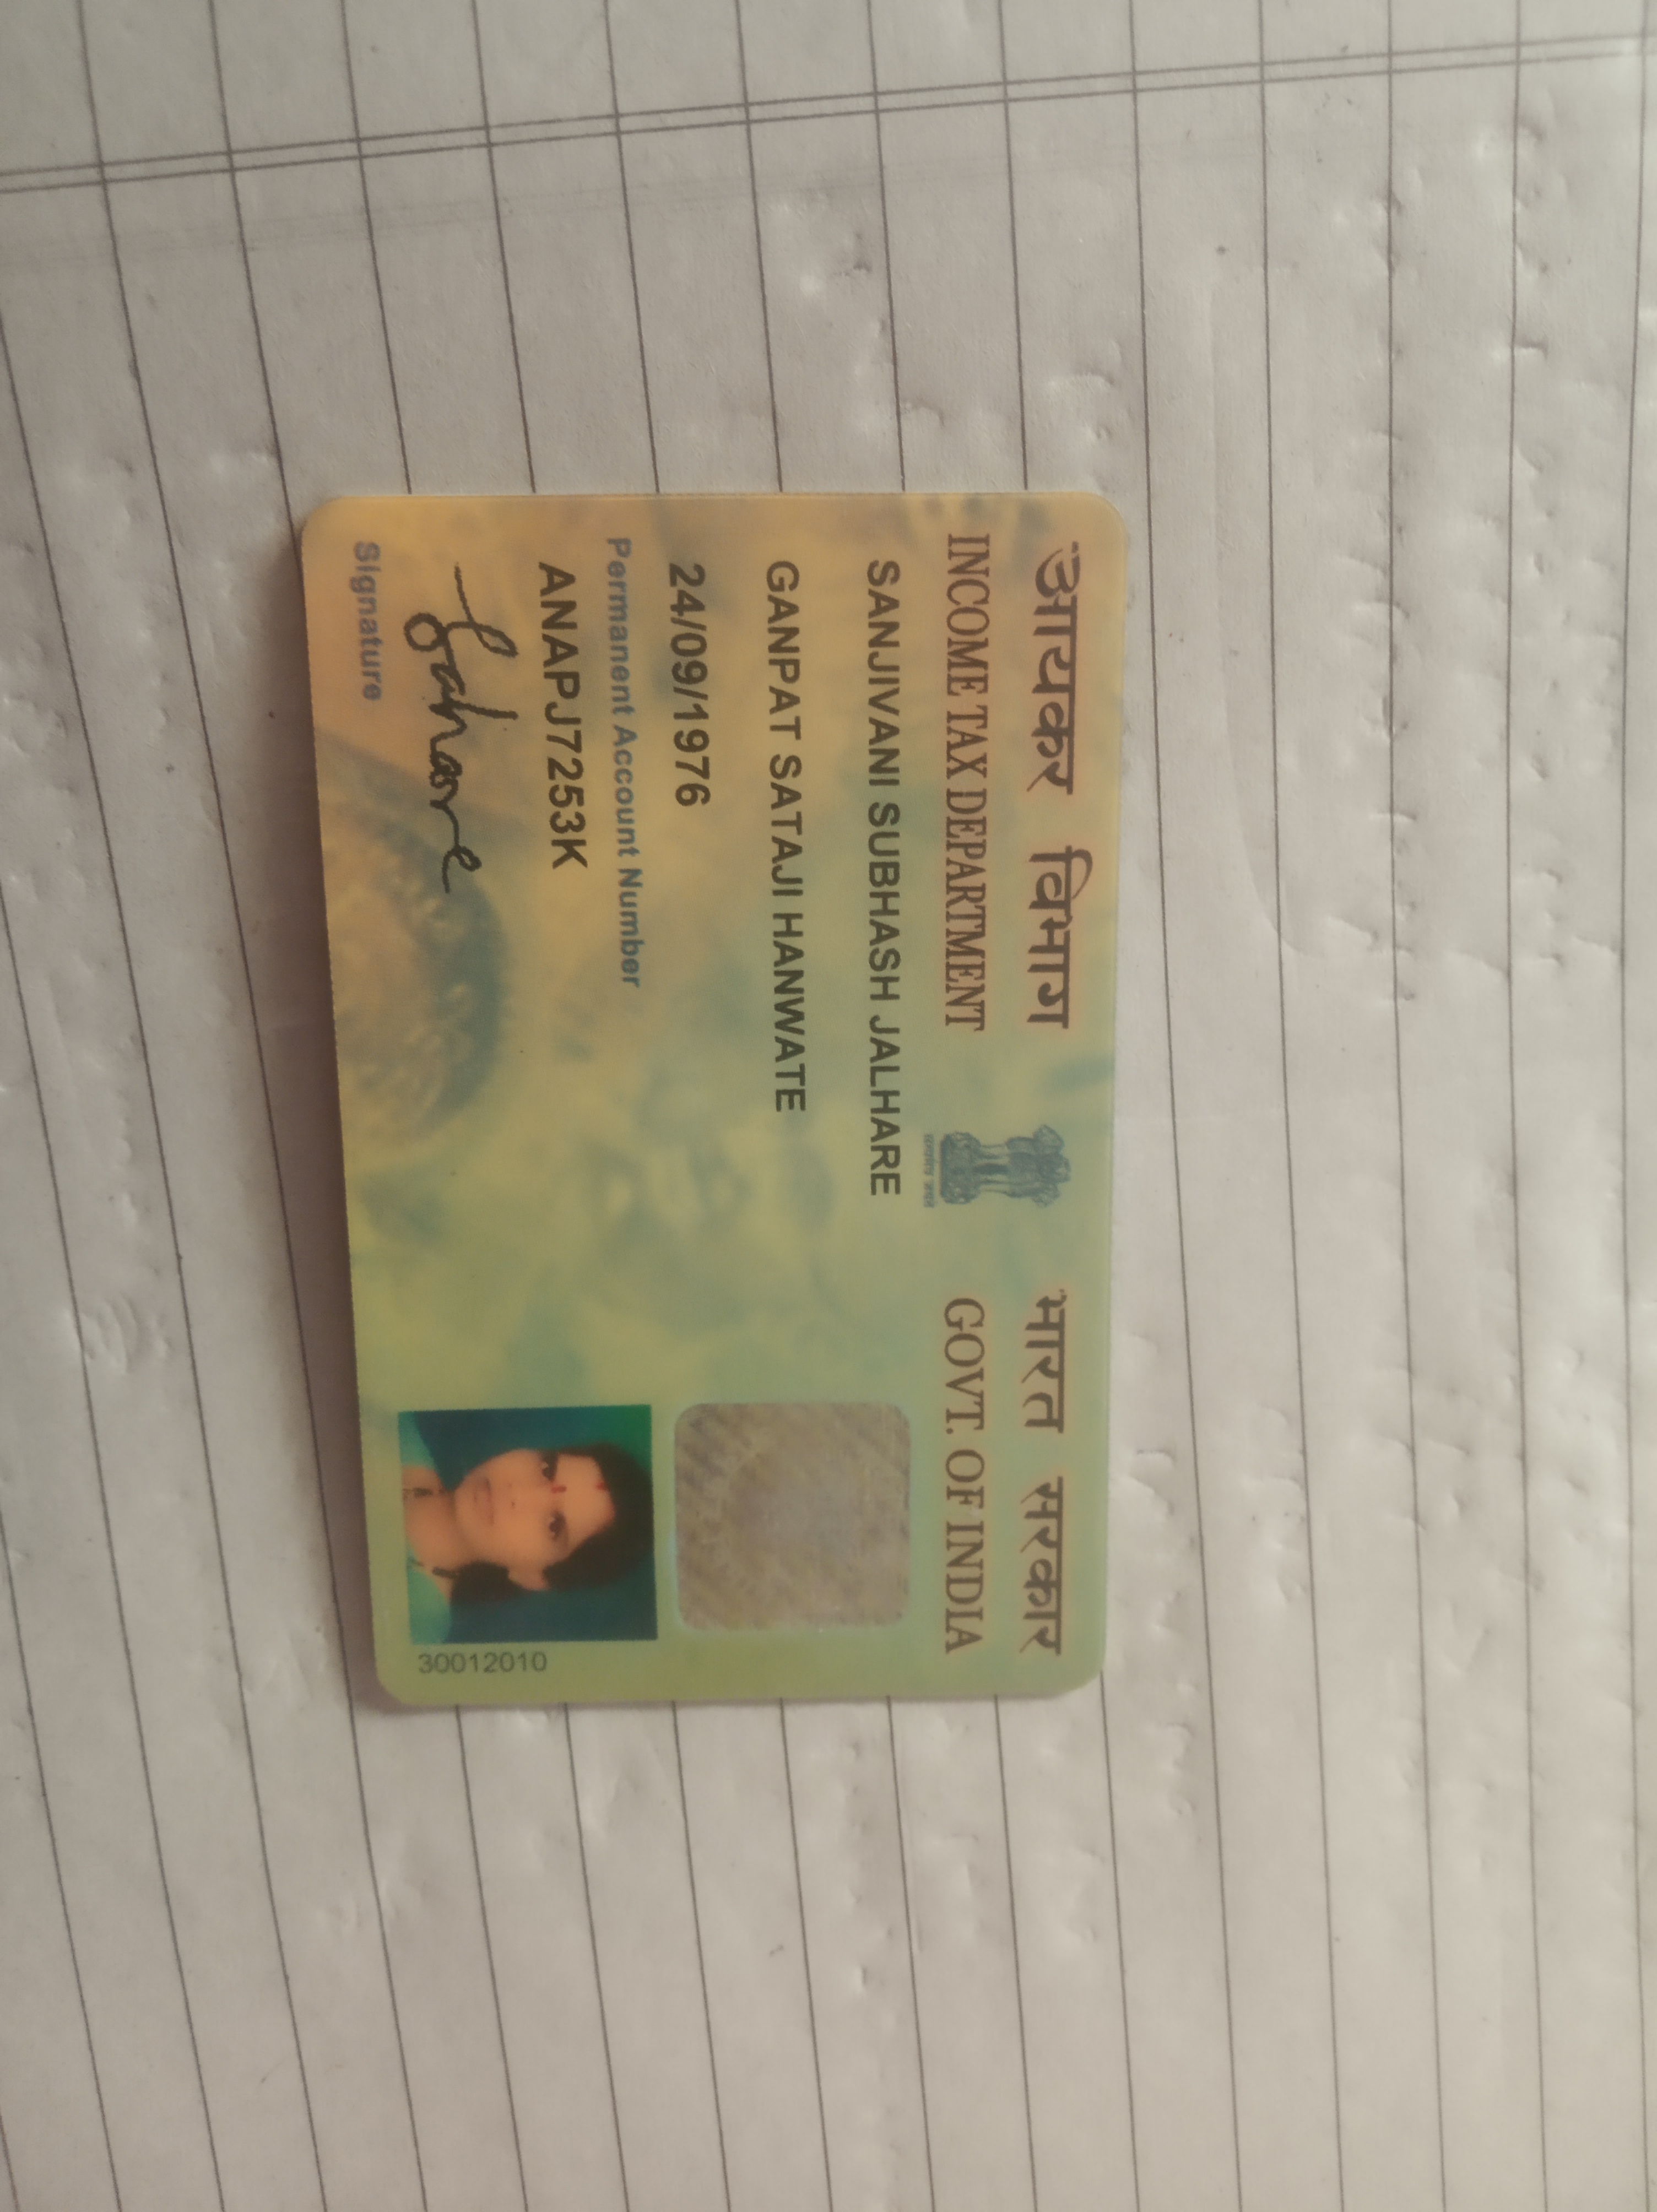 आयकर विभाग
INCOME TAX DEPARTMENT
भारत सरकार
GOVT. OF INDIA
SANJIVANI SUBHASH JALHARE
GANPAT SATAJI HANWATE
24/09/1976
Permanent Account Number
ANAPJ7253K
Signature
30012010